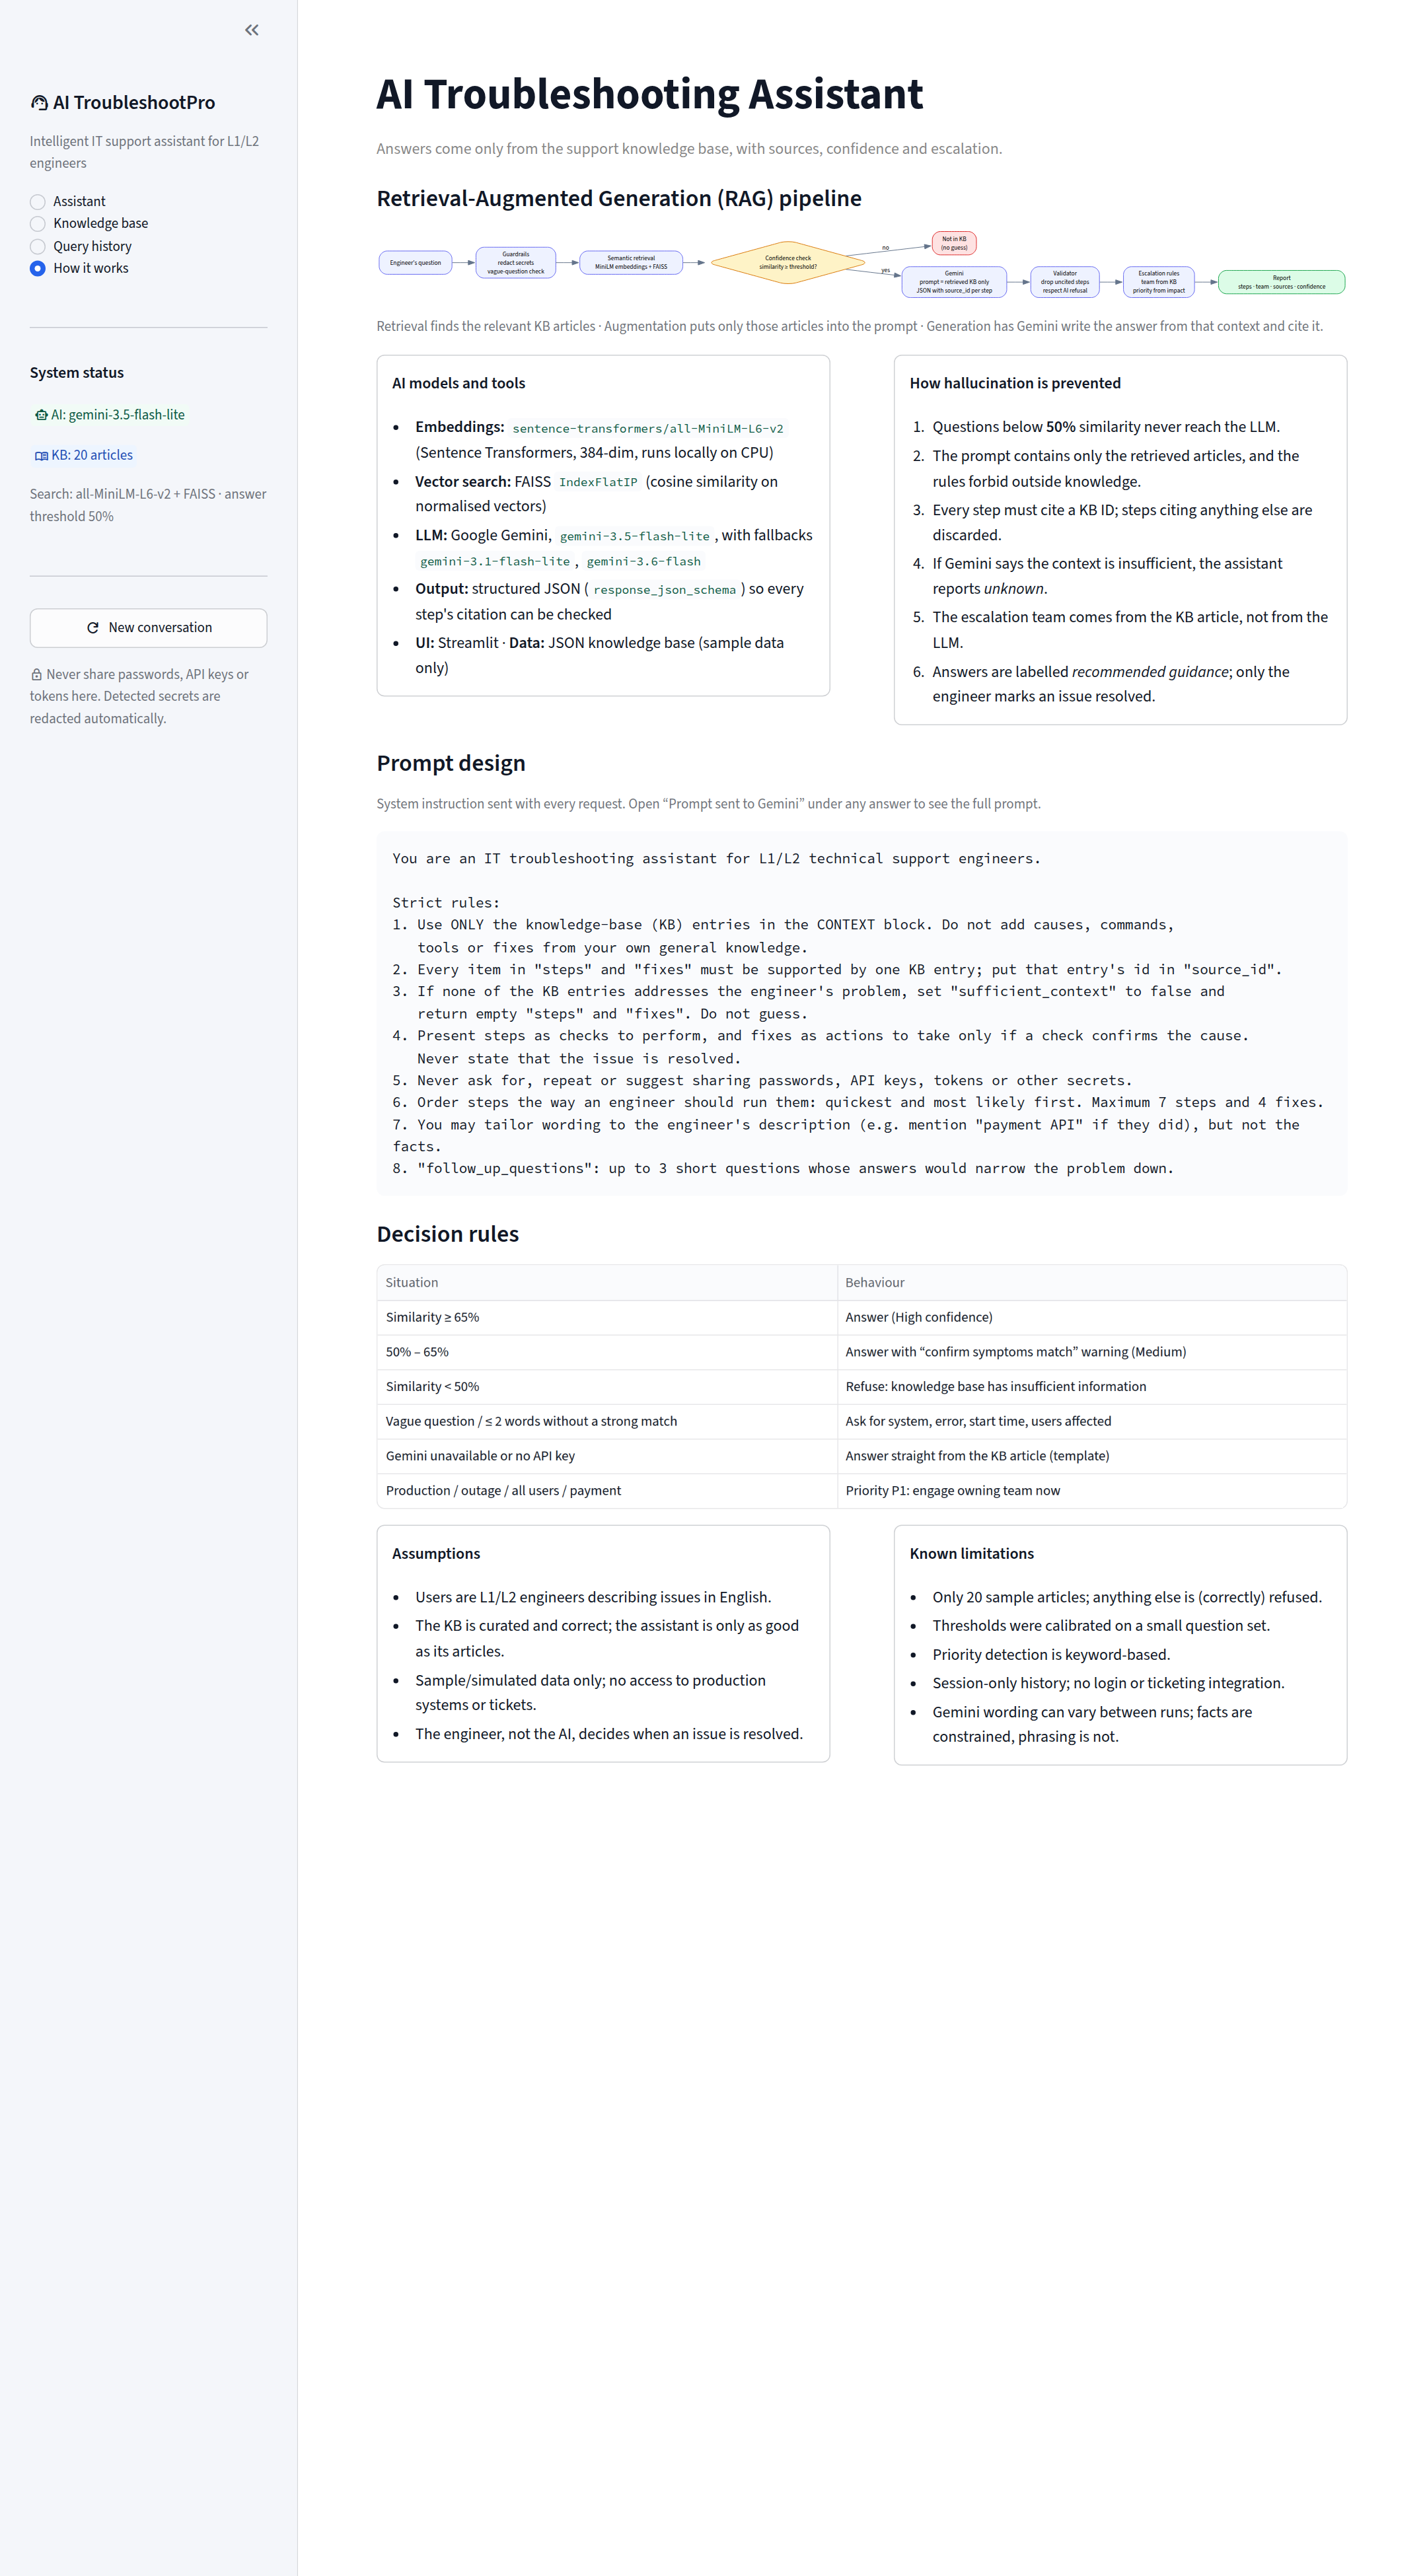 AI TroubleshootPro
Intelligent IT support assistant for L1/L2
engineers
Assistant
Knowledge base
Query history
How it works
System status
AI: gemini-3.5-flash-lite
KB: 20 articles
Search: all-MiniLM-L6-v2 + FAISS · answer
threshold 50%
New conversation
Never share passwords, API keys or
tokens here. Detected secrets are
redacted automatically.
AI Troubleshooting Assistant
Answers come only from the support knowledge base, with sources, confidence and escalation.
Retrieval-Augmented Generation (RAG) pipeline
Engineer's question
Guardrails
redact secrets
vague-question check
Semantic retrieval
MiniLM embeddings + FAISS
Confidence check
similarity ≥ threshold?
no
Not in KB
(no guess)
yes
Gemini
prompt = retrieved KB only
JSON with source_id per step
Validator
drop uncited steps
respect AI refusal
Escalation rules
team from KB
priority from impact
Report
steps · team · sources · confidence
Retrieval finds the relevant KB articles · Augmentation puts only those articles into the prompt · Generation has Gemini write the answer from that context and cite it.
AI models and tools
• Embeddings: sentence-transformers/all-MiniLM-L6-v2
(Sentence Transformers, 384-dim, runs locally on CPU)
• Vector search: FAISS IndexFlatIP (cosine similarity on
normalised vectors)
• LLM: Google Gemini, gemini-3.5-flash-lite , with fallbacks
gemini-3.1-flash-lite , gemini-3.6-flash
• Output: structured JSON ( response_json_schema ) so every
step's citation can be checked
• UI: Streamlit · Data: JSON knowledge base (sample data
only)
How hallucination is prevented
1. Questions below 50% similarity never reach the LLM.
2. The prompt contains only the retrieved articles, and the
rules forbid outside knowledge.
3. Every step must cite a KB ID; steps citing anything else are
discarded.
4. If Gemini says the context is insufficient, the assistant
reports unknown.
5. The escalation team comes from the KB article, not from the
LLM.
6. Answers are labelled recommended guidance; only the
engineer marks an issue resolved.
Prompt design
System instruction sent with every request. Open “Prompt sent to Gemini” under any answer to see the full prompt.
You are an IT troubleshooting assistant for L1/L2 technical support engineers.
Strict rules:
1. Use ONLY the knowledge-base (KB) entries in the CONTEXT block. Do not add causes, commands,
tools or fixes from your own general knowledge.
2. Every item in "steps" and "fixes" must be supported by one KB entry; put that entry's id in "source_id".
3. If none of the KB entries addresses the engineer's problem, set "sufficient_context" to false and
return empty "steps" and "fixes". Do not guess.
4. Present steps as checks to perform, and fixes as actions to take only if a check confirms the cause.
Never state that the issue is resolved.
5. Never ask for, repeat or suggest sharing passwords, API keys, tokens or other secrets.
6. Order steps the way an engineer should run them: quickest and most likely first. Maximum 7 steps and 4 fixes.
7. You may tailor wording to the engineer's description (e.g. mention "payment API" if they did), but not the
facts.
8. "follow_up_questions": up to 3 short questions whose answers would narrow the problem down.
Decision rules
Situation Behaviour
Similarity ≥ 65% Answer (High confidence)
50% – 65% Answer with “confirm symptoms match” warning (Medium)
Similarity < 50% Refuse: knowledge base has insufficient information
Vague question / ≤ 2 words without a strong match Ask for system, error, start time, users affected
Gemini unavailable or no API key Answer straight from the KB article (template)
Production / outage / all users / payment Priority P1: engage owning team now
Assumptions
• Users are L1/L2 engineers describing issues in English.
• The KB is curated and correct; the assistant is only as good
as its articles.
• Sample/simulated data only; no access to production
systems or tickets.
• The engineer, not the AI, decides when an issue is resolved.
Known limitations
• Only 20 sample articles; anything else is (correctly) refused.
• Thresholds were calibrated on a small question set.
• Priority detection is keyword-based.
• Session-only history; no login or ticketing integration.
• Gemini wording can vary between runs; facts are
constrained, phrasing is not.